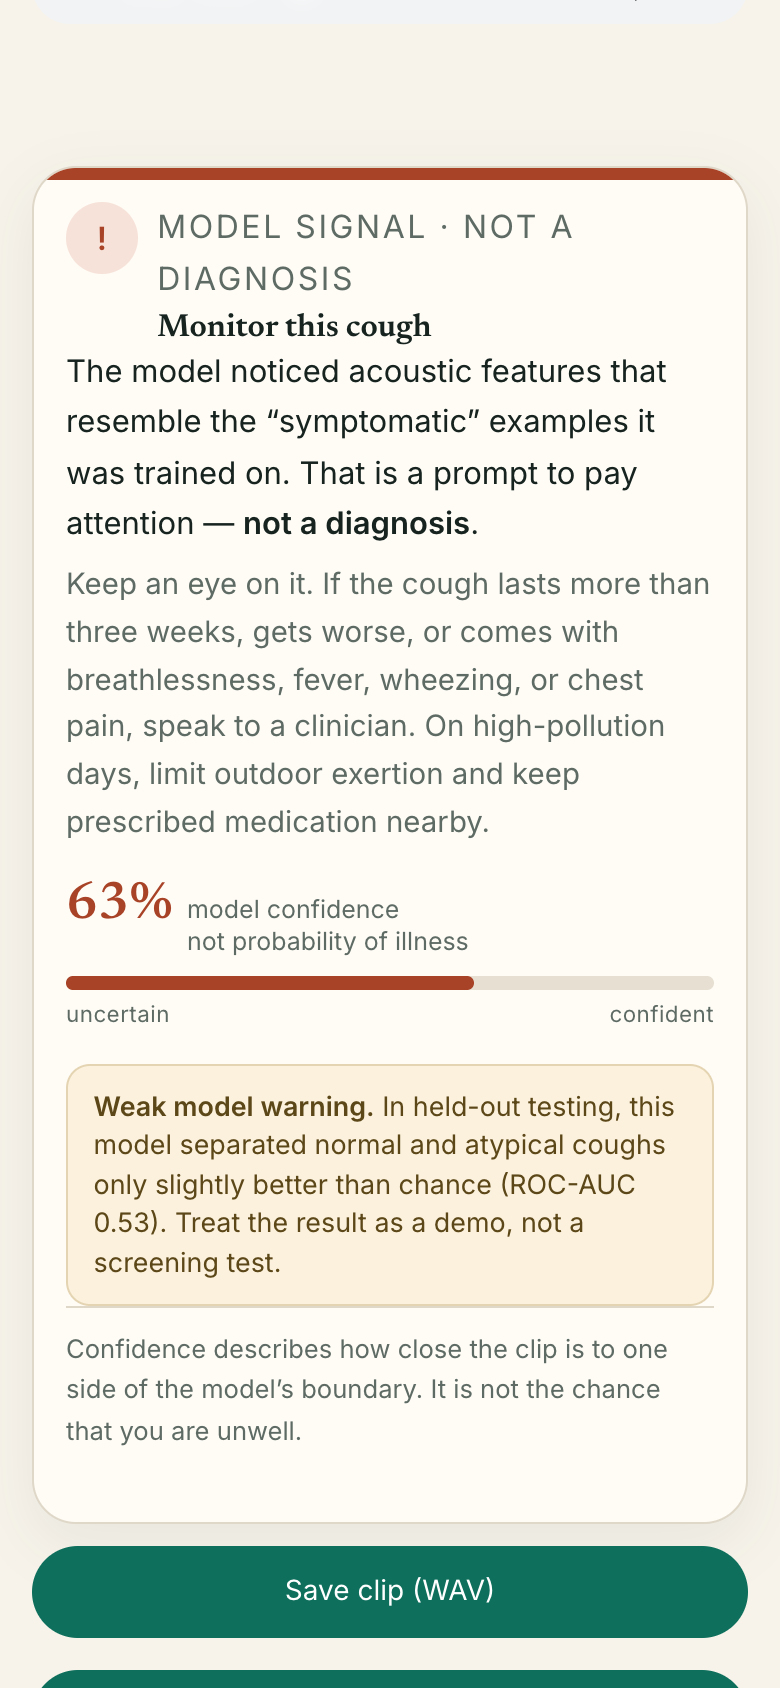 !
MODEL SIGNAL · NOT A
DIAGNOSIS
Monitor this cough
The model noticed acoustic features that
resemble the “symptomatic” examples it
was trained on. That is a prompt to pay
attention — not a diagnosis.
Keep an eye on it. If the cough lasts more than
three weeks, gets worse, or comes with
breathlessness, fever, wheezing, or chest
pain, speak to a clinician. On high-pollution
days, limit outdoor exertion and keep
prescribed medication nearby.
63% model confidence
not probability of illness
uncertain confident
Weak model warning. In held-out testing, this
model separated normal and atypical coughs
only slightly better than chance (ROC-AUC
0.53). Treat the result as a demo, not a
screening test.
Confidence describes how close the clip is to one
side of the model’s boundary. It is not the chance
that you are unwell.
Save clip (WAV)